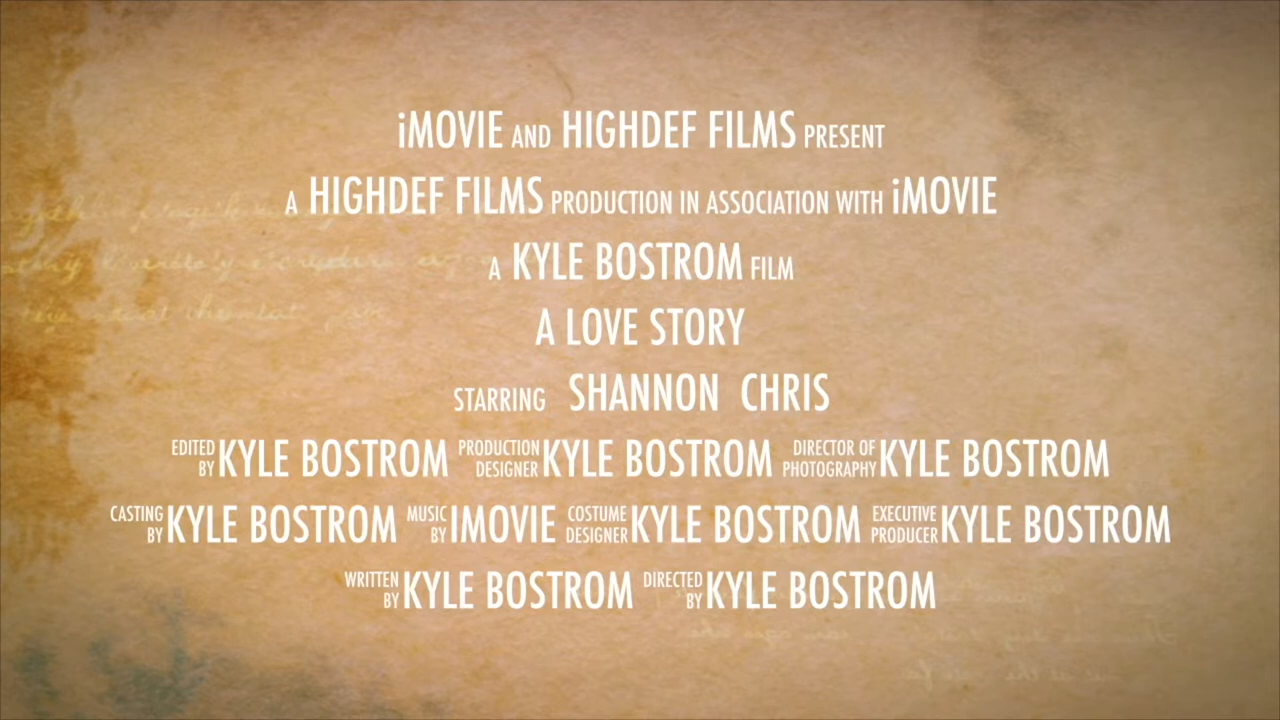 iMOVIE AND HIGHDEF FILMS PRESENT
A HIGHDEF FILMS PRODUCTION IN ASSOCIATION WITH iMOVIE
A KYLE BOSTROM FILM
A LOVE STORY
STARRING SHANNON CHRIS
EDITED BY KYLE BOSTROM PRODUCTION DESIGNER KYLE BOSTROM DIRECTOR OF PHOTOGRAPHY KYLE BOSTROM
CASTING BY KYLE BOSTROM MUSIC BY IMOVIE COSTUME DESIGNER KYLE BOSTROM EXECUTIVE PRODUCER KYLE BOSTROM
WRITTEN BY KYLE BOSTROM DIRECTED BY KYLE BOSTROM